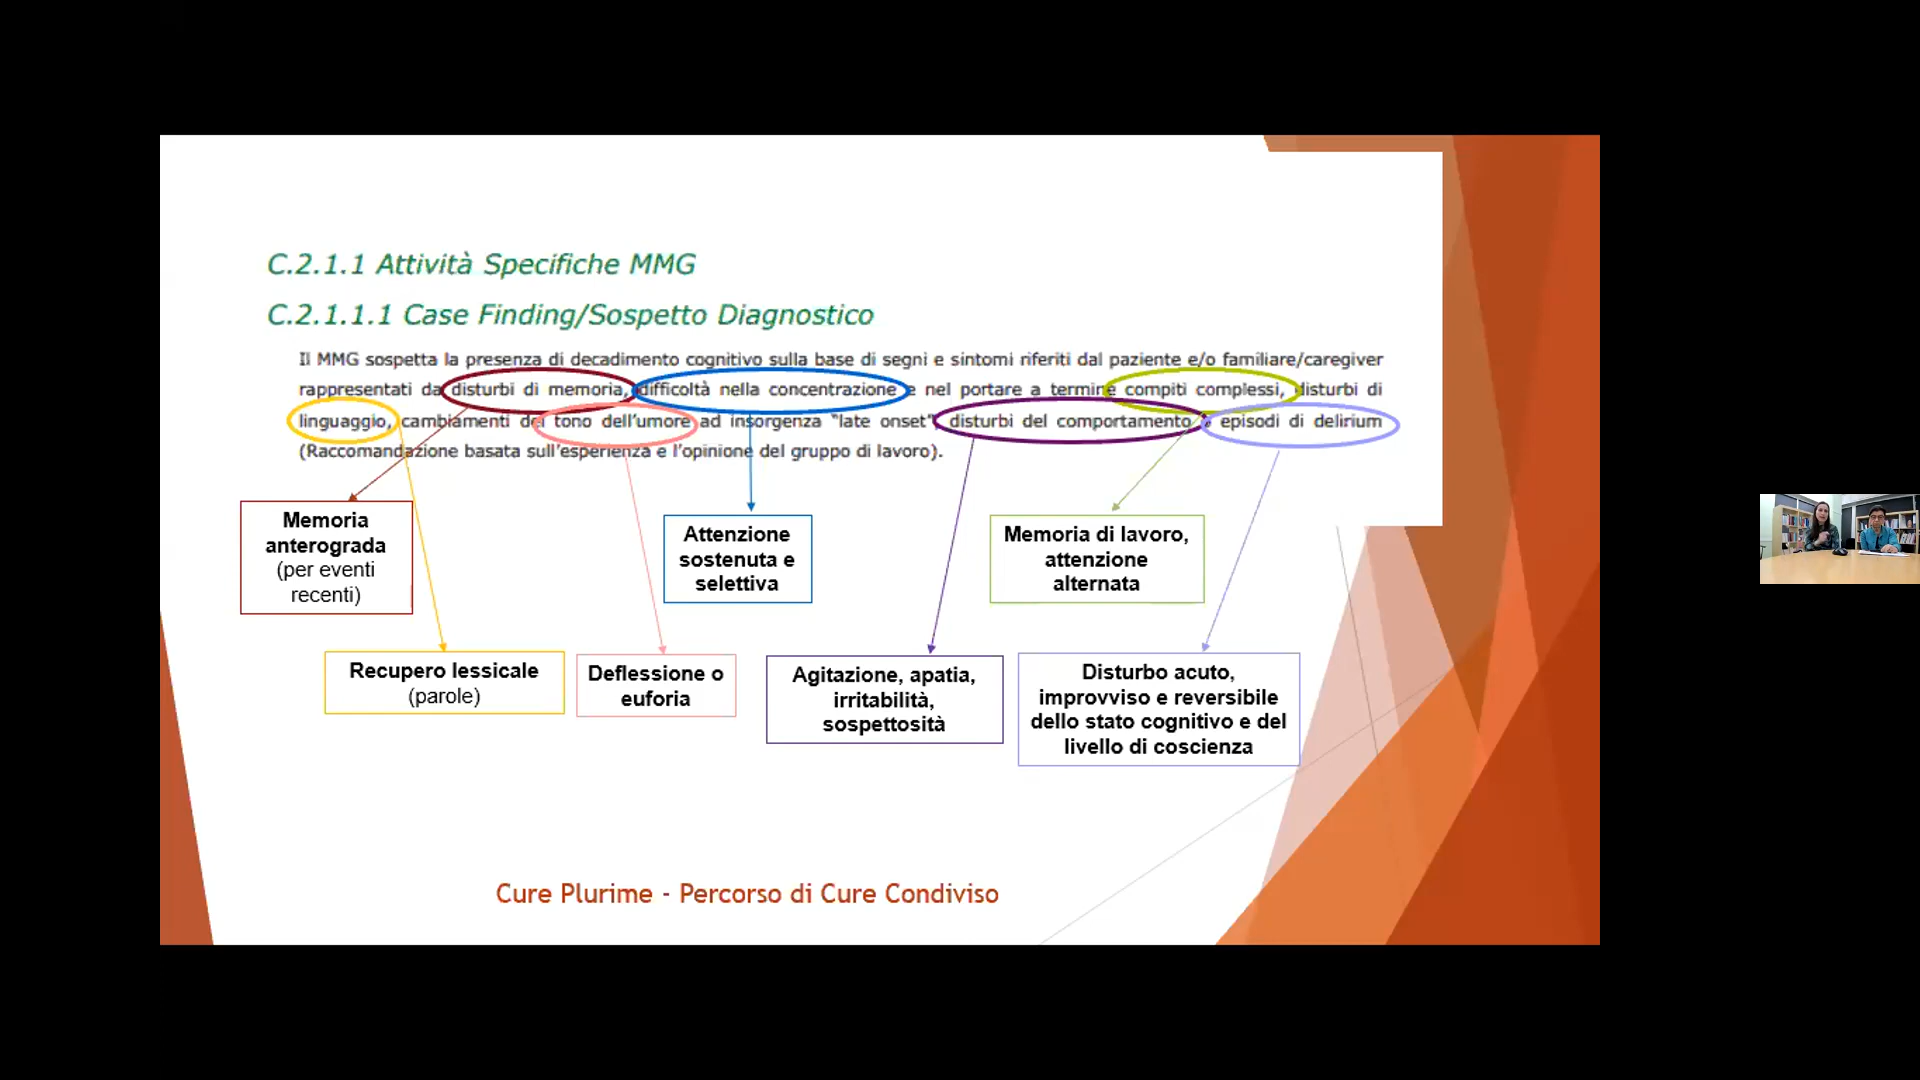 C.2.1.1 Attività Specifiche MMG
C.2.1.1.1 Case Finding/Sospetto Diagnostico
Il MMG sospetta la presenza di decadimento cognitivo sulla base di segni e sintomi riferiti dal paziente e/o familiare/caregiver
rappresentati da disturbi di memoria, difficoltà nella concentrazione e nel portare a termine compiti complessi, disturbi di
linguaggio, cambiamenti del tono dell'umore ad insorgenza "late onset", disturbi del comportamento e episodi di delirium
(Raccomandazione basata sull'esperienza e l'opinione del gruppo di lavoro).
Memoria
anterograda
(per eventi
recenti)
Attenzione
sostenuta e
selettiva
Memoria di lavoro,
attenzione
alternata
Recupero lessicale
(parole)
Deflessione o
euforia
Agitazione, apatia,
irritabilità,
sospettosità
Disturbo acuto,
improvviso e reversibile
dello stato cognitivo e del
livello di coscienza
Cure Plurime - Percorso di Cure Condiviso